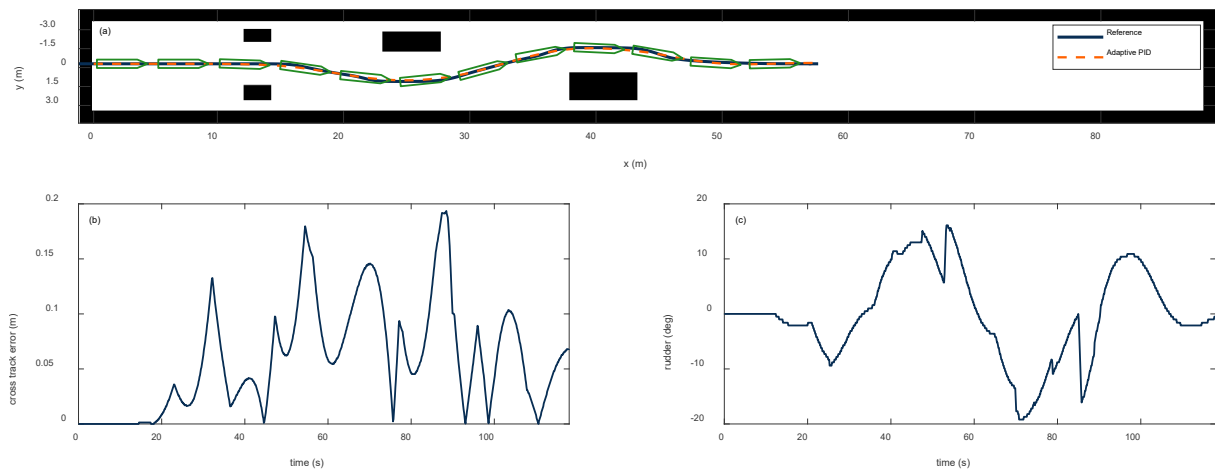 -3.0
(a)
Reference
-1.5
Adaptive PID
0
1.5
3.0
y (m)
0 10 20 30 40 50 60 70 80
x (m)
0.2
(b)
0.15
0.1
0.05
0
cross track error (m)
0 20 40 60 80 100
time (s)
20
(c)
10
0
-10
-20
rudder (deg)
0 20 40 60 80 100
time (s)